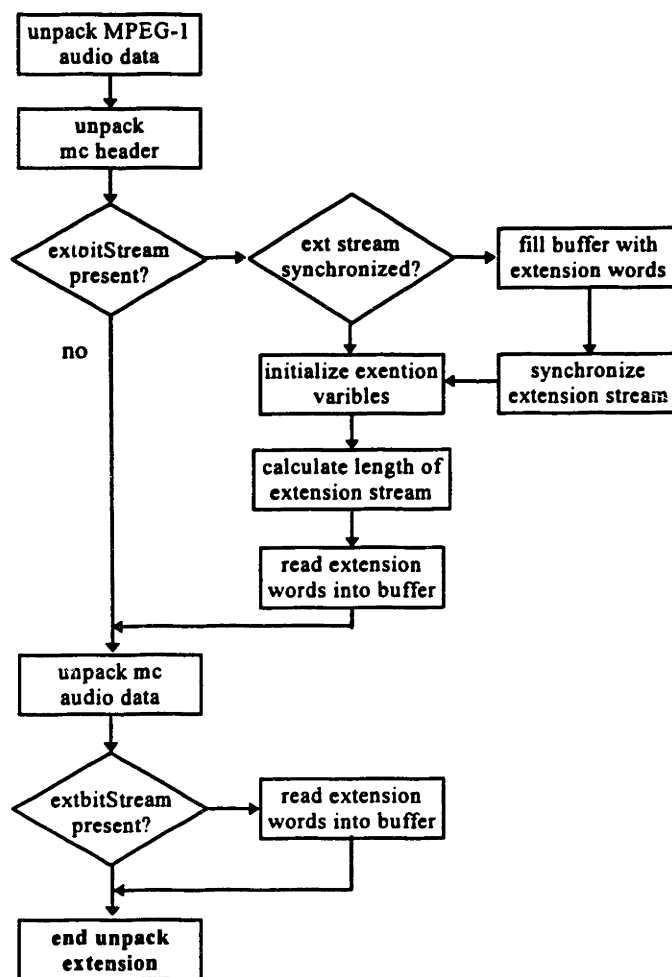 unpack MPEG-1
audio data
unpack
mc header
extbitStream
present?
ext stream
synchronized?
fill buffer with
extension words
no
initialize exention
varibles
synchronize
extension stream
calculate length of
extension stream
read extension
words into buffer
unpack mc
audio data
extbitStream
present?
read extension
words into buffer
end unpack
extension